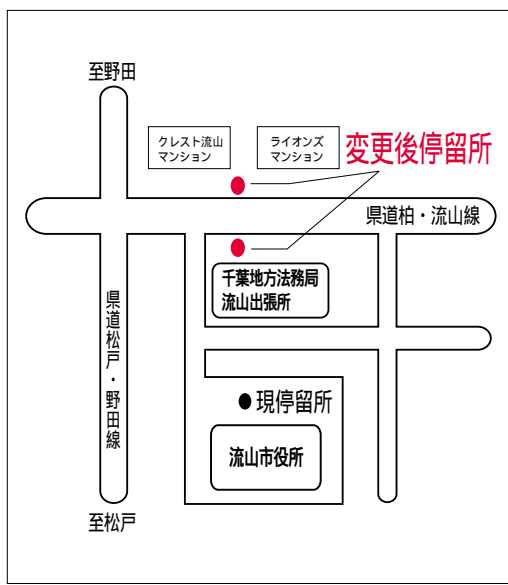 至野田
クレスト流山
マンション
ライオンズ
マンション
変更後停留所
県道柏・流山線
千葉地方法務局
流山出張所
県道松戸・野田線
現停留所
流山市役所
至松戸